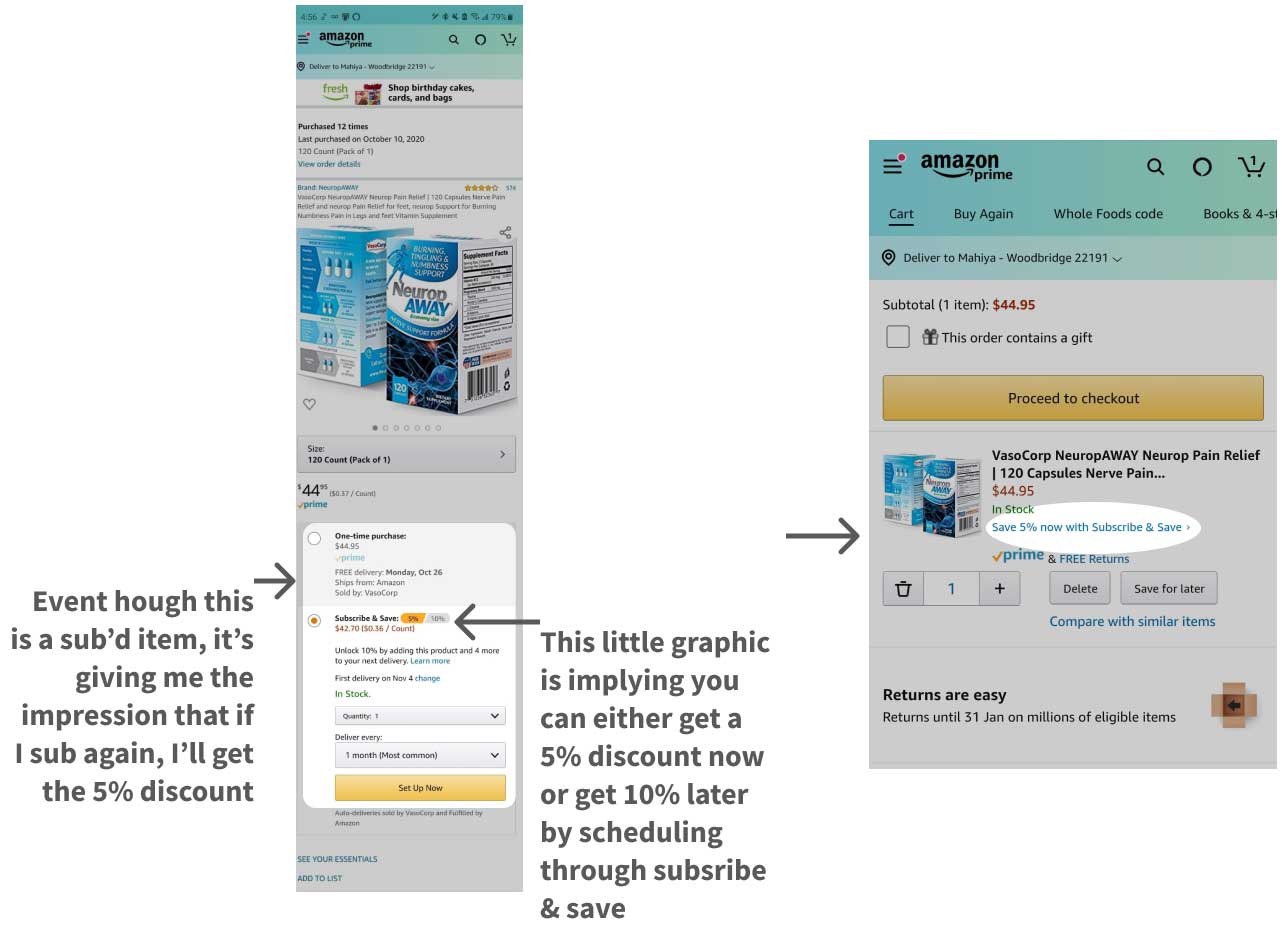 4:56
79%
amazon
prime
1
Deliver to Mahiya - Woodbridge 22191
fresh
Shop birthday cakes,
cards, and bags
Purchased 12 times
Last purchased on October 10, 2020
120 Count (Pack of 1)
View order details
Brand: NeuropAWAY
574
VasoCorp NeuropAWAY Neurop Pain Relief | 120 Capsules Nerve Pain
Relief and neurop Pain Relief for feet, neurop Support for Burning
Numbness Pain in Legs and feet Vitamin Supplement
VasoCorp
BURNING,
TINGLING &
NUMBNESS
SUPPORT
Neurop
AWAY
Economy size
NERVE SUPPORT FORMULA
120
Supplement Facts
Size:
120 Count (Pack of 1)
$44.95 ($0.37 / Count)
prime
One-time purchase:
$44.95
prime
FREE delivery: Monday, Oct 26
Ships from: Amazon
Sold by: VasoCorp
Subscribe & Save: 5% 10%
$42.70 ($0.36 / Count)
Unlock 10% by adding this product and 4 more
to your next delivery. Learn more
First delivery on Nov 4 change
In Stock.
Quantity: 1
Deliver every:
1 month (Most common)
Set Up Now
Auto-deliveries sold by VasoCorp and Fulfilled by
Amazon
SEE YOUR ESSENTIALS
ADD TO LIST
Event hough this
is a sub’d item, it’s
giving me the
impression that if
I sub again, I’ll get
the 5% discount
This little graphic
is implying you
can either get a
5% discount now
or get 10% later
by scheduling
through subsribe
& save
amazon
prime
1
Cart Buy Again Whole Foods code Books & 4-st
Deliver to Mahiya - Woodbridge 22191
Subtotal (1 item): $44.95
This order contains a gift
Proceed to checkout
Neurop
AWAY
VasoCorp NeuropAWAY Neurop Pain Relief
| 120 Capsules Nerve Pain...
$44.95
In Stock
Save 5% now with Subscribe & Save ›
prime & FREE Returns
1
Delete
Save for later
Compare with similar items
Returns are easy
Returns until 31 Jan on millions of eligible items